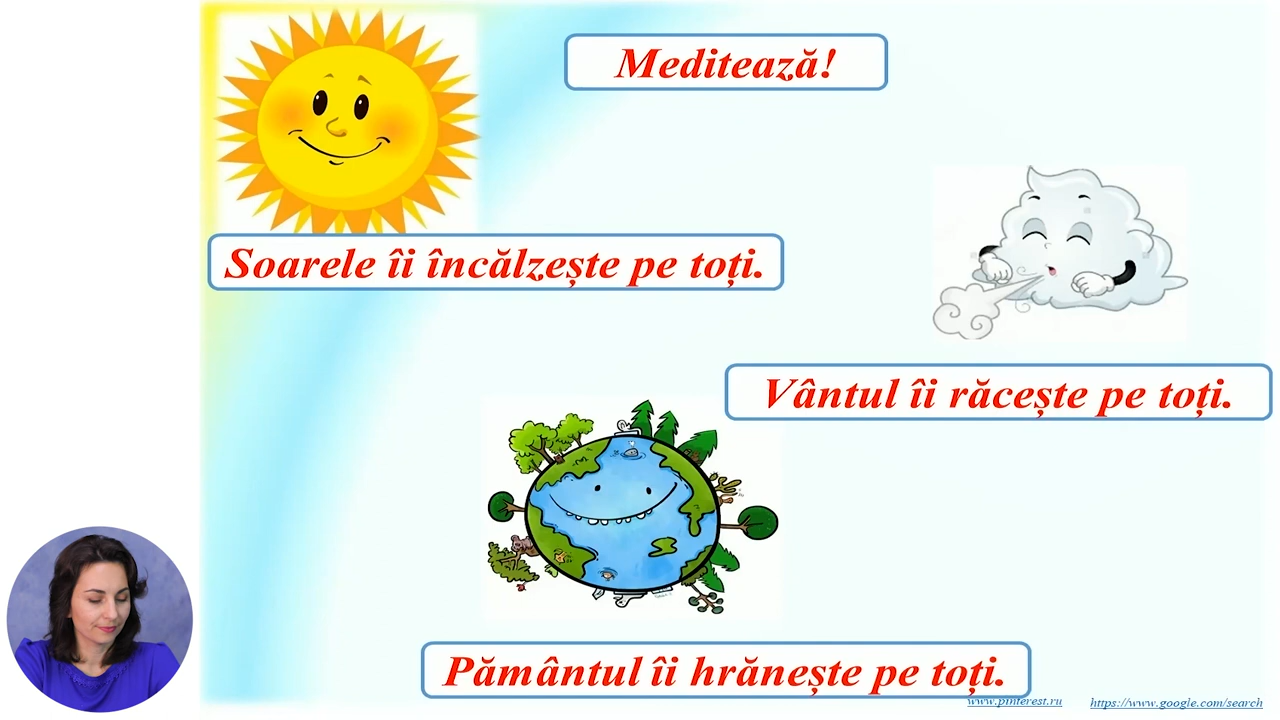 Meditează!
Soarele îi încălzește pe toți.
Vântul îi răcește pe toți.
Pământul îi hrănește pe toți.
www.pinterest.ru
https://www.google.com/search